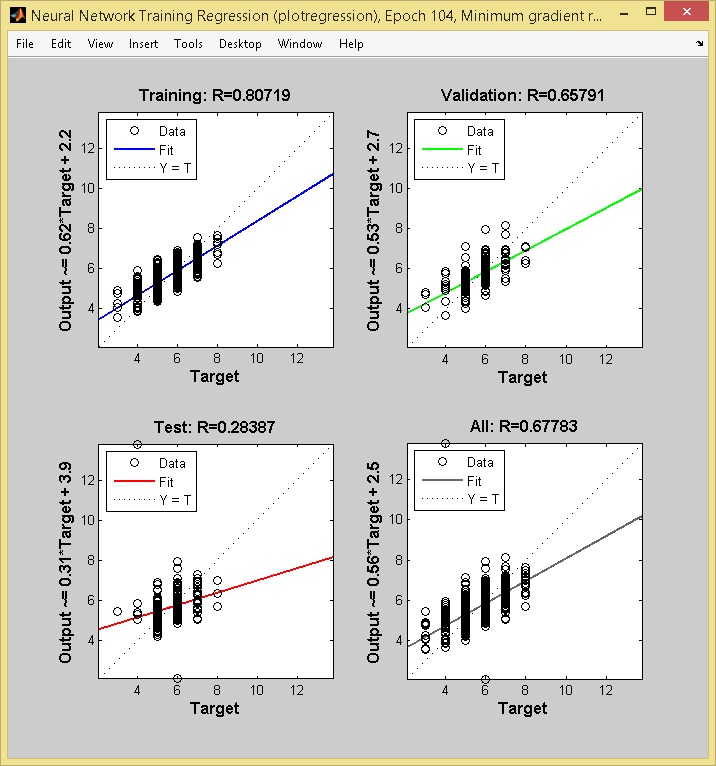 Neural Network Training Regression (plotregression), Epoch 104, Minimum gradient r...
File Edit View Insert Tools Desktop Window Help
Training: R=0.80719
Output ~= 0.62*Target + 2.2
Data
Fit
Y = T
12
10
8
6
4
4 6 8 10 12
Target
Validation: R=0.65791
Output ~= 0.53*Target + 2.7
Data
Fit
Y = T
12
10
8
6
4
4 6 8 10 12
Target
Test: R=0.28387
Output ~= 0.31*Target + 3.9
Data
Fit
Y = T
12
10
8
6
4
4 6 8 10 12
Target
All: R=0.67783
Output ~= 0.56*Target + 2.5
Data
Fit
Y = T
12
10
8
6
4
4 6 8 10 12
Target